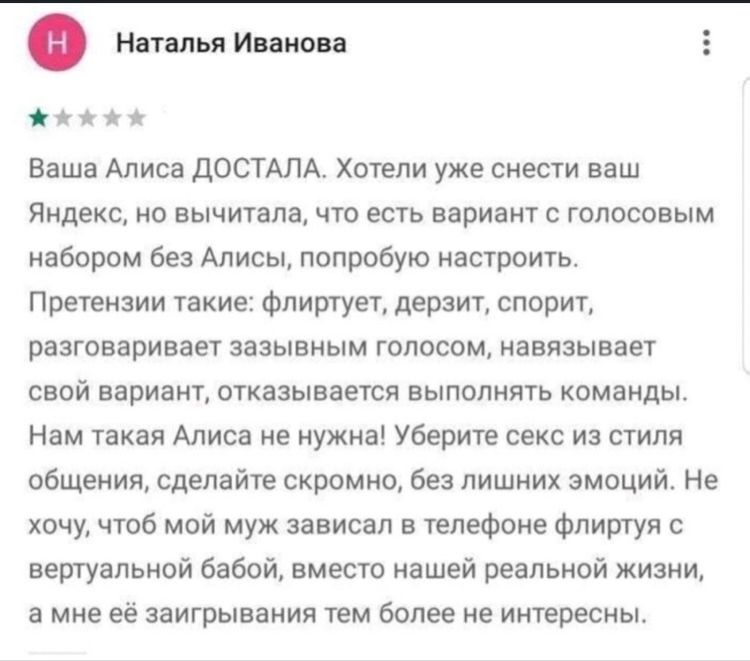 Н
Наталья Иванова
Ваша Алиса ДОСТАЛА. Хотели уже снести ваш
Яндекс, но вычитала, что есть вариант с голосовым
набором без Алисы, попробую настроить.
Претензии такие: флиртует, дерзит, спорит,
разговаривает зазывным голосом, навязывает
свой вариант, отказывается выполнять команды.
Нам такая Алиса не нужна! Уберите секс из стиля
общения, сделайте скромно, без лишних эмоций. Не
хочу, чтоб мой муж зависал в телефоне флиртуя с
вертуальной бабой, вместо нашей реальной жизни,
а мне её заигрывания тем более не интересны.